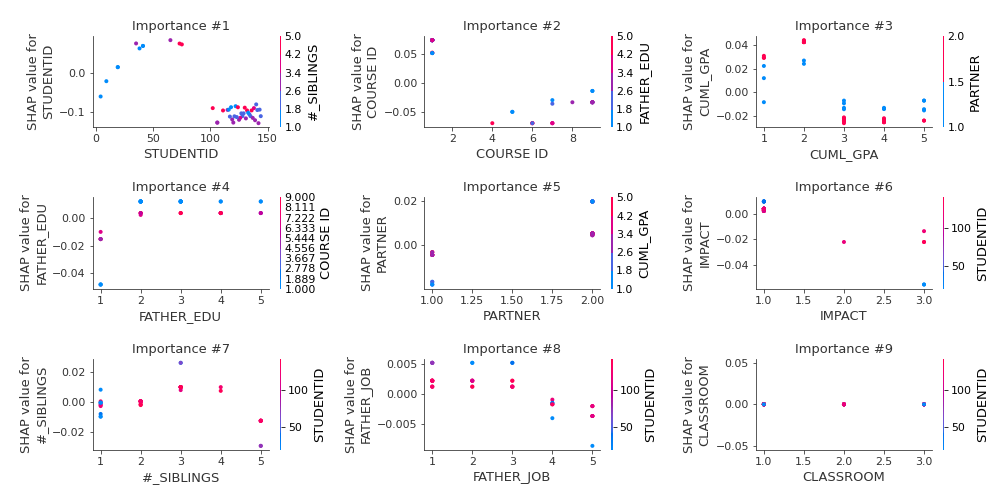 Importance #1
SHAP value for
STUDENTID
0.0
−0.1
0
50
100
150
STUDENTID
5.0
4.2
3.4
2.6
1.8
1.0
#_SIBLINGS
Importance #2
SHAP value for
COURSE ID
0.05
0.00
−0.05
2
4
6
8
COURSE ID
5.0
4.2
3.4
2.6
1.8
1.0
FATHER_EDU
Importance #3
SHAP value for
CUML_GPA
0.04
0.02
0.00
−0.02
1
2
3
4
5
CUML_GPA
2.0
1.5
1.0
PARTNER
Importance #4
SHAP value for
FATHER_EDU
0.00
−0.02
−0.04
1
2
3
4
5
FATHER_EDU
9.000
8.111
7.222
6.333
5.444
4.556
3.667
2.778
1.889
1.000
COURSE ID
Importance #5
SHAP value for
PARTNER
0.02
0.00
1.00
1.25
1.50
1.75
2.00
PARTNER
5.0
4.2
3.4
2.6
1.8
1.0
CUML_GPA
Importance #6
SHAP value for
IMPACT
0.00
−0.02
−0.04
1.0
1.5
2.0
2.5
3.0
IMPACT
100
50
STUDENTID
Importance #7
SHAP value for
#_SIBLINGS
0.02
0.00
−0.02
1
2
3
4
5
#_SIBLINGS
100
50
STUDENTID
Importance #8
SHAP value for
FATHER_JOB
0.005
0.000
−0.005
1
2
3
4
5
FATHER_JOB
100
50
STUDENTID
Importance #9
SHAP value for
CLASSROOM
0.05
0.00
−0.05
1.0
1.5
2.0
2.5
3.0
CLASSROOM
100
50
STUDENTID